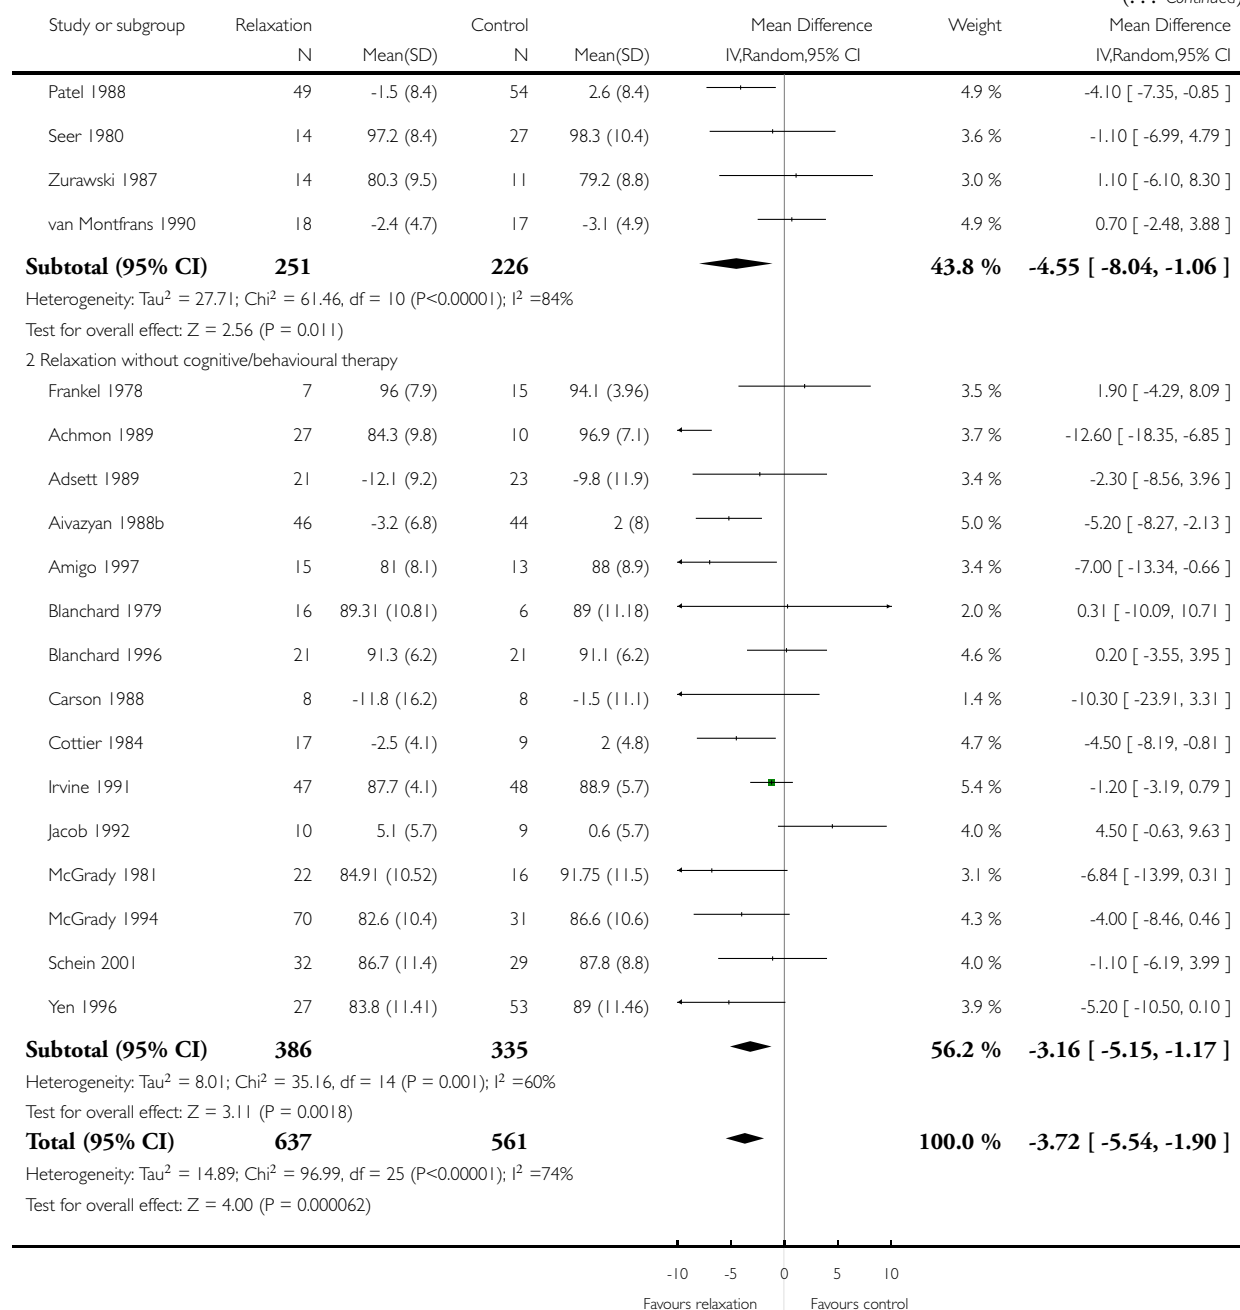 (. . . Continued)
Study or subgroup Relaxation Control Mean Difference Weight Mean Difference
N Mean(SD) N Mean(SD) IV,Random,95% CI IV,Random,95% CI
Patel 1988 49 -1.5 (8.4) 54 2.6 (8.4) 4.9 % -4.10 [ -7.35, -0.85 ]
Seer 1980 14 97.2 (8.4) 27 98.3 (10.4) 3.6 % -1.10 [ -6.99, 4.79 ]
Zurawski 1987 14 80.3 (9.5) 11 79.2 (8.8) 3.0 % 1.10 [ -6.10, 8.30 ]
van Montfrans 1990 18 -2.4 (4.7) 17 -3.1 (4.9) 4.9 % 0.70 [ -2.48, 3.88 ]
Subtotal (95% CI) 251 226 43.8 % -4.55 [ -8.04, -1.06 ]
Heterogeneity: Tau² = 27.71; Chi² = 61.46, df = 10 (P<0.00001); I² =84%
Test for overall effect: Z = 2.56 (P = 0.011)
2 Relaxation without cognitive/behavioural therapy
Frankel 1978 7 96 (7.9) 15 94.1 (3.96) 3.5 % 1.90 [ -4.29, 8.09 ]
Achmon 1989 27 84.3 (9.8) 10 96.9 (7.1) 3.7 % -12.60 [ -18.35, -6.85 ]
Adsett 1989 21 -12.1 (9.2) 23 -9.8 (11.9) 3.4 % -2.30 [ -8.56, 3.96 ]
Aivazyan 1988b 46 -3.2 (6.8) 44 2 (8) 5.0 % -5.20 [ -8.27, -2.13 ]
Amigo 1997 15 81 (8.1) 13 88 (8.9) 3.4 % -7.00 [ -13.34, -0.66 ]
Blanchard 1979 16 89.31 (10.81) 6 89 (11.18) 2.0 % 0.31 [ -10.09, 10.71 ]
Blanchard 1996 21 91.3 (6.2) 21 91.1 (6.2) 4.6 % 0.20 [ -3.55, 3.95 ]
Carson 1988 8 -11.8 (16.2) 8 -1.5 (11.1) 1.4 % -10.30 [ -23.91, 3.31 ]
Cottier 1984 17 -2.5 (4.1) 9 2 (4.8) 4.7 % -4.50 [ -8.19, -0.81 ]
Irvine 1991 47 87.7 (4.1) 48 88.9 (5.7) 5.4 % -1.20 [ -3.19, 0.79 ]
Jacob 1992 10 5.1 (5.7) 9 0.6 (5.7) 4.0 % 4.50 [ -0.63, 9.63 ]
McGrady 1981 22 84.91 (10.52) 16 91.75 (11.5) 3.1 % -6.84 [ -13.99, 0.31 ]
McGrady 1994 70 82.6 (10.4) 31 86.6 (10.6) 4.3 % -4.00 [ -8.46, 0.46 ]
Schein 2001 32 86.7 (11.4) 29 87.8 (8.8) 4.0 % -1.10 [ -6.19, 3.99 ]
Yen 1996 27 83.8 (11.41) 53 89 (11.46) 3.9 % -5.20 [ -10.50, 0.10 ]
Subtotal (95% CI) 386 335 56.2 % -3.16 [ -5.15, -1.17 ]
Heterogeneity: Tau² = 8.01; Chi² = 35.16, df = 14 (P = 0.001); I² =60%
Test for overall effect: Z = 3.11 (P = 0.0018)
Total (95% CI) 637 561 100.0 % -3.72 [ -5.54, -1.90 ]
Heterogeneity: Tau² = 14.89; Chi² = 96.99, df = 25 (P<0.00001); I² =74%
Test for overall effect: Z = 4.00 (P = 0.000062)
-10 -5 0 5 10
Favours relaxation Favours control